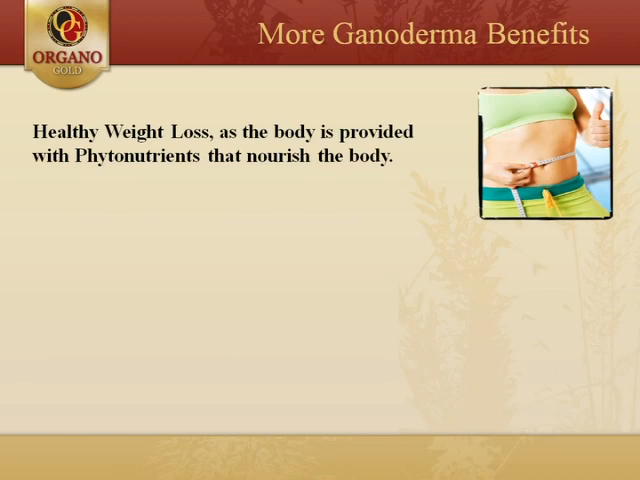 More Ganoderma Benefits
OG
ORGANO
GOLD
Healthy Weight Loss, as the body is provided
with Phytonutrients that nourish the body.